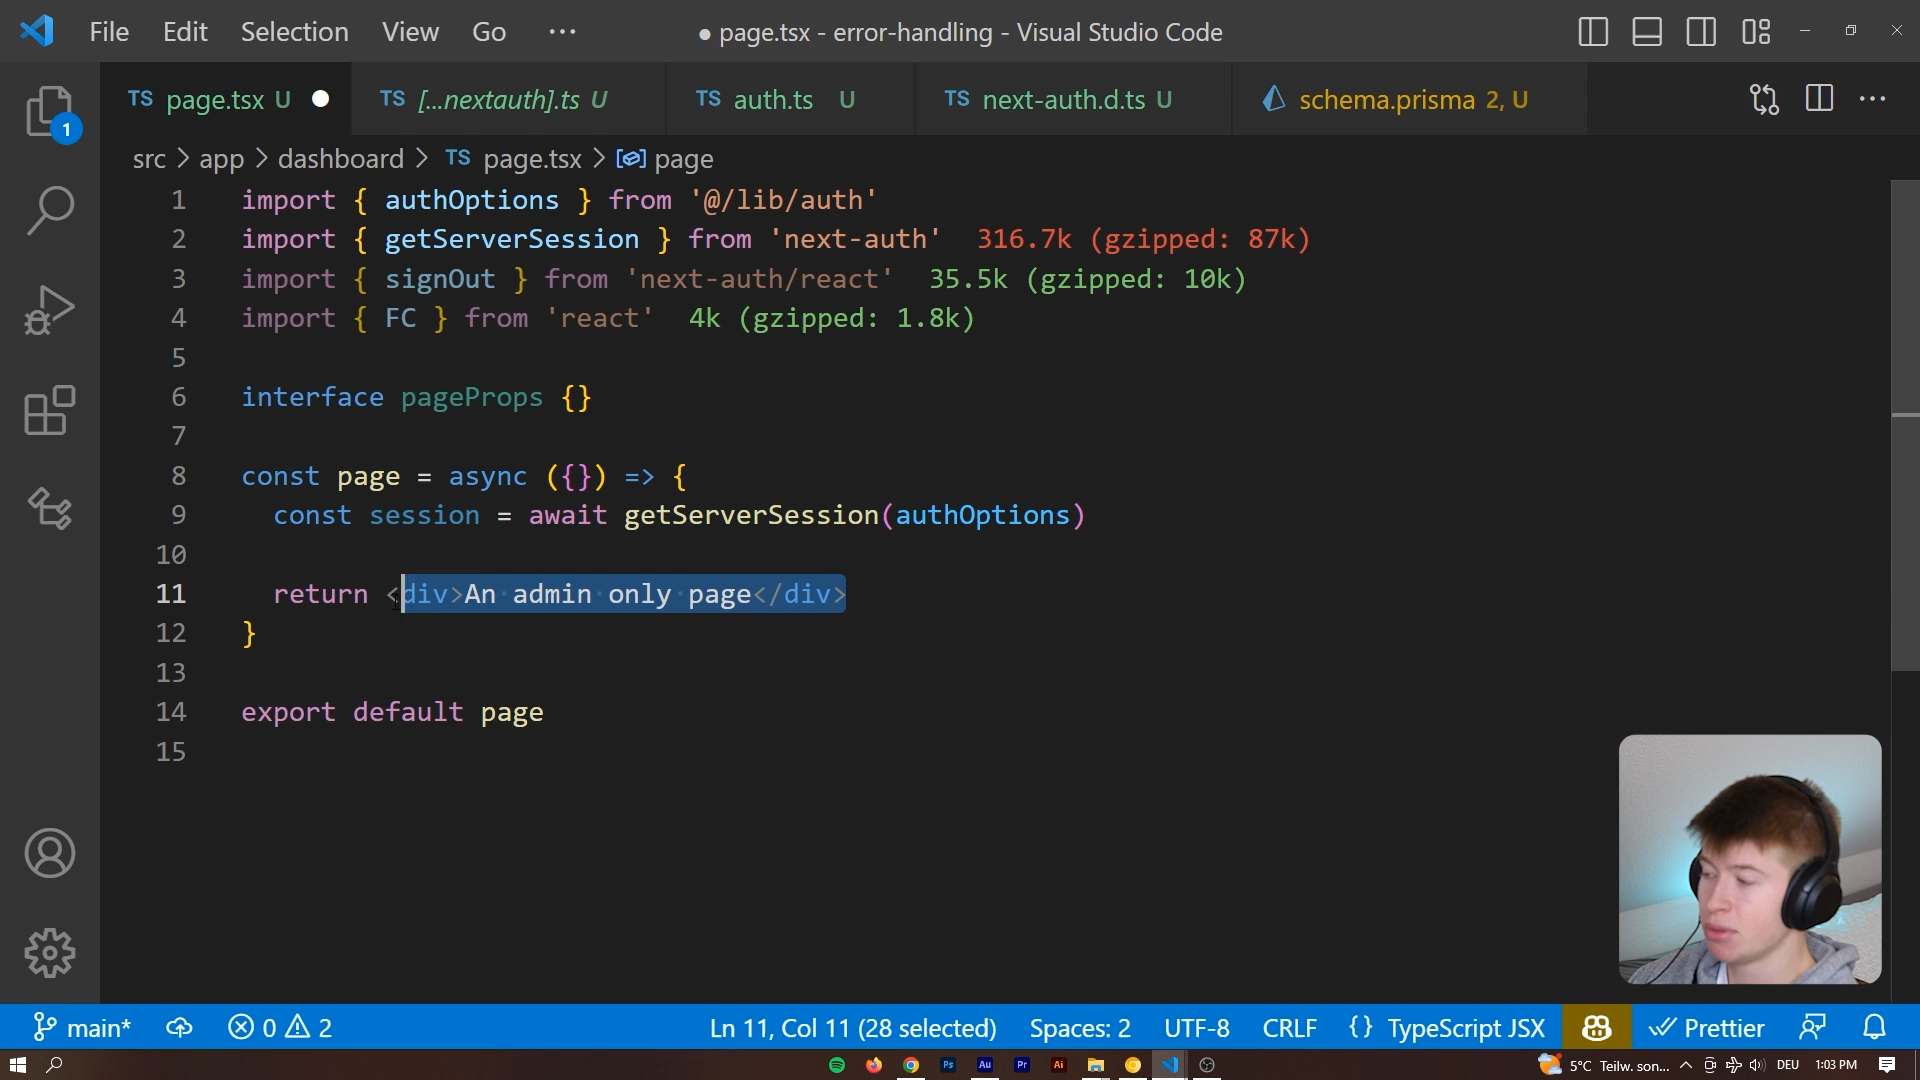 File Edit Selection View Go ··· ● page.tsx - error-handling - Visual Studio Code
TS page.tsx U ● TS [...nextauth].ts U TS auth.ts U TS next-auth.d.ts U schema.prisma 2, U ···
1
src > app > dashboard > TS page.tsx > page
1 import { authOptions } from '@/lib/auth'
2 import { getServerSession } from 'next-auth' 316.7k (gzipped: 87k)
3 import { signOut } from 'next-auth/react' 35.5k (gzipped: 10k)
4 import { FC } from 'react' 4k (gzipped: 1.8k)
5
6 interface pageProps {}
7
8 const page = async ({}) => {
9 const session = await getServerSession(authOptions)
10
11 return <div>An admin only page</div>
12 }
13
14 export default page
15
main* 0 2 Ln 11, Col 11 (28 selected) Spaces: 2 UTF-8 CRLF {} TypeScript JSX Prettier
Ps Au Pr Ai 5°C Teilw. son... DEU 1:03 PM